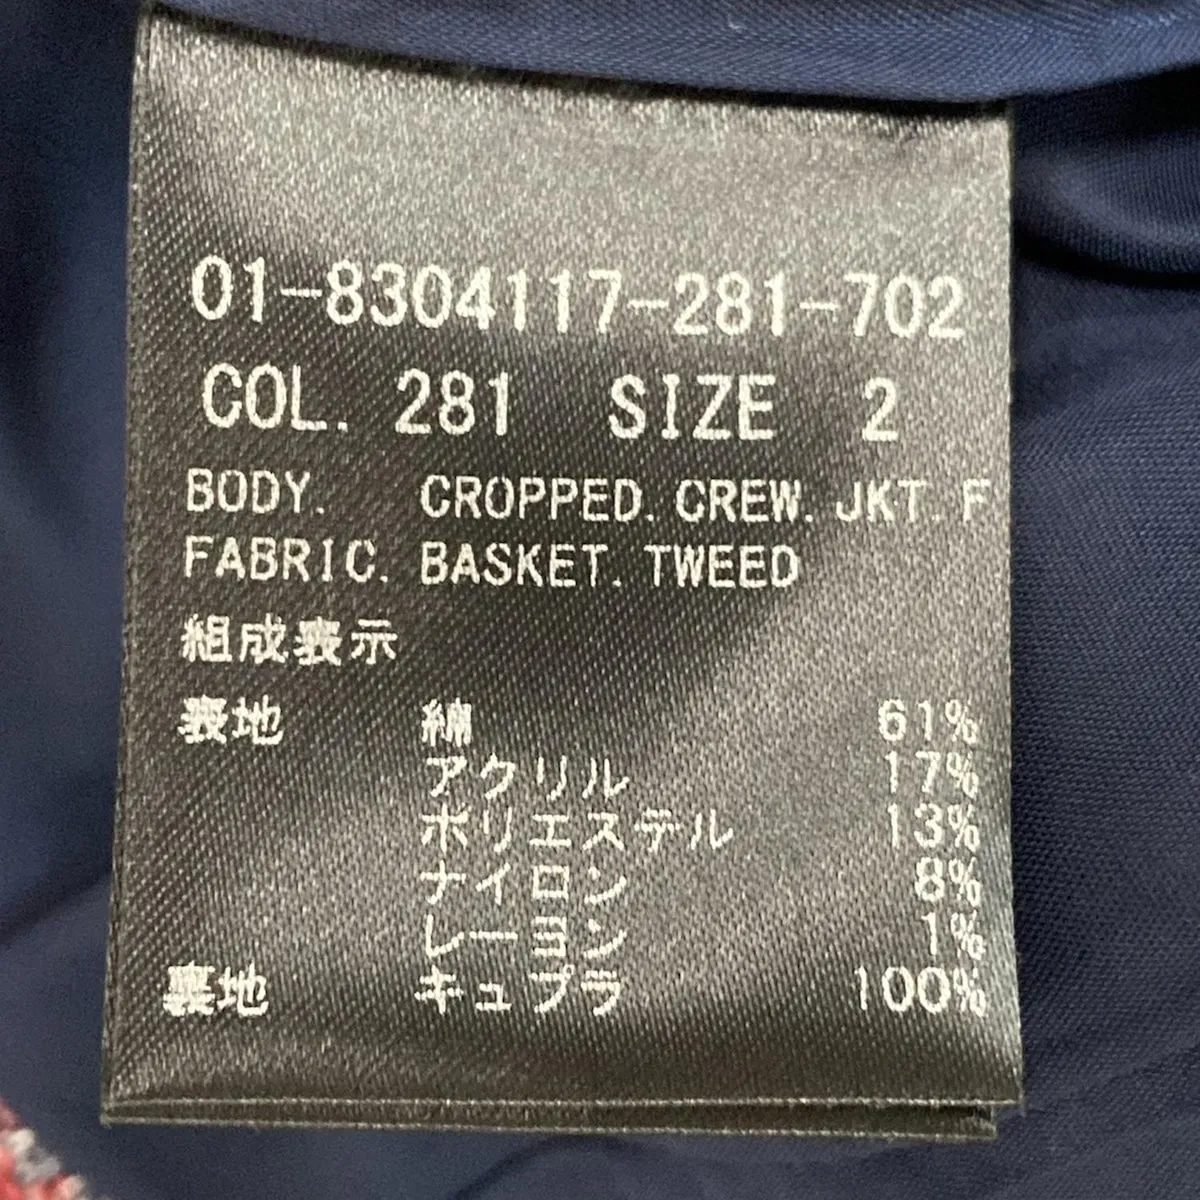 01-8304117-281-702
COL. 281 SIZE 2
BODY. CROPPED. CREW. JKT F
FABRIC. BASKET. TWEED
組成表示
表地 綿 61%
アクリル 17%
ポリエステル 13%
ナイロン 8%
レーヨン 1%
裏地 キュプラ 100%